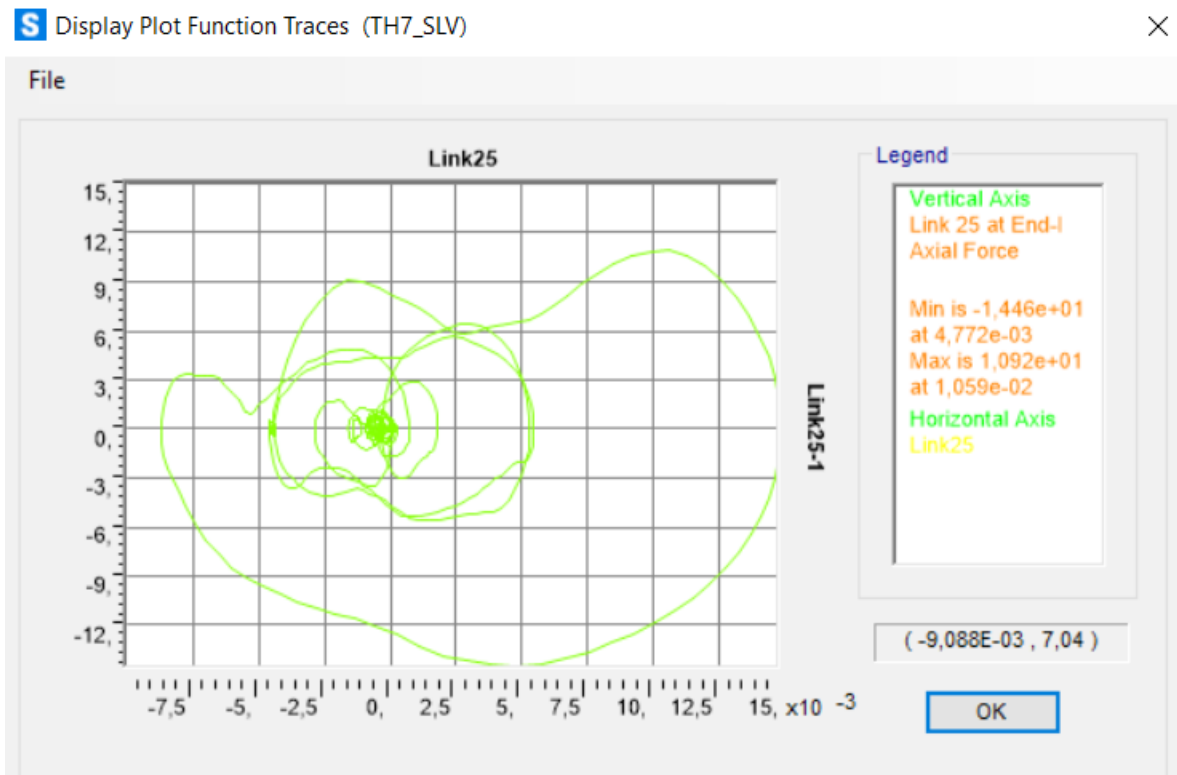 S Display Plot Function Traces (TH7_SLV)
File
Link25
15,
12,
9,
6,
3,
0,
-3,
-6,
-9,
-12,
-7,5 -5, -2,5 0, 2,5 5, 7,5 10, 12,5 15, x10 -3
Link25-1
Legend
Vertical Axis
Link 25 at End-I
Axial Force
Min is -1,446e+01
at 4,772e-03
Max is 1,092e+01
at 1,059e-02
Horizontal Axis
Link25
( -9,088E-03 , 7,04 )
OK